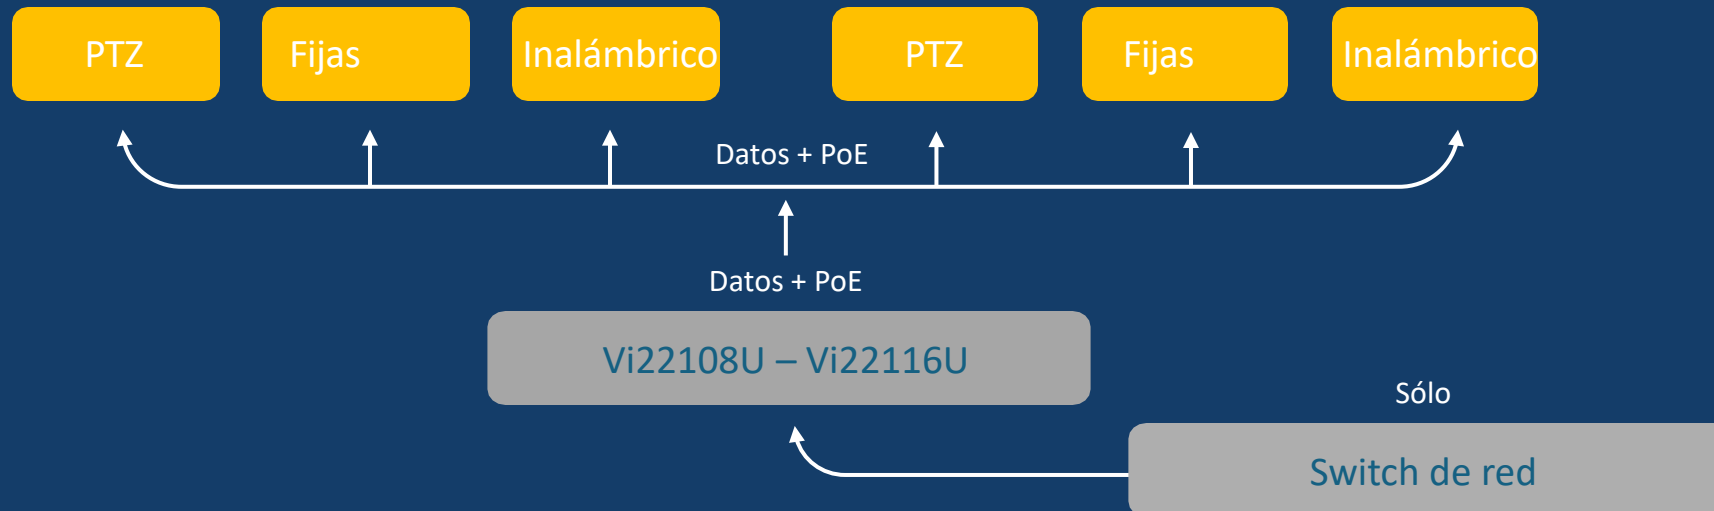 PTZ
Fijas
Inalámbrico
PTZ
Fijas
Inalámbrico
Datos + PoE
Datos + PoE
Vi22108U – Vi22116U
Sólo
Switch de red